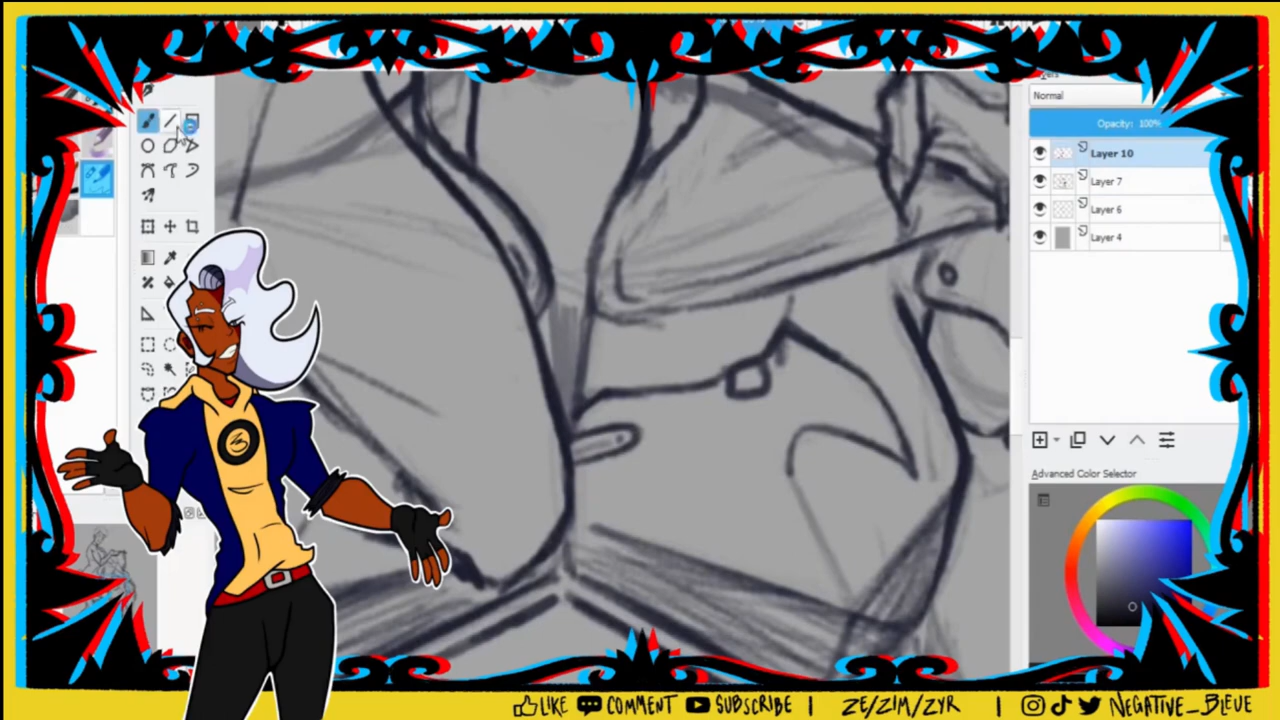 Normal
Opacity: 100%
Layer 10
Layer 7
Layer 6
Layer 4
Advanced Color Selector
LIKE COMMENT SUBSCRIBE | ZE/ZIM/ZYR | NEGATIVE_BLEUE